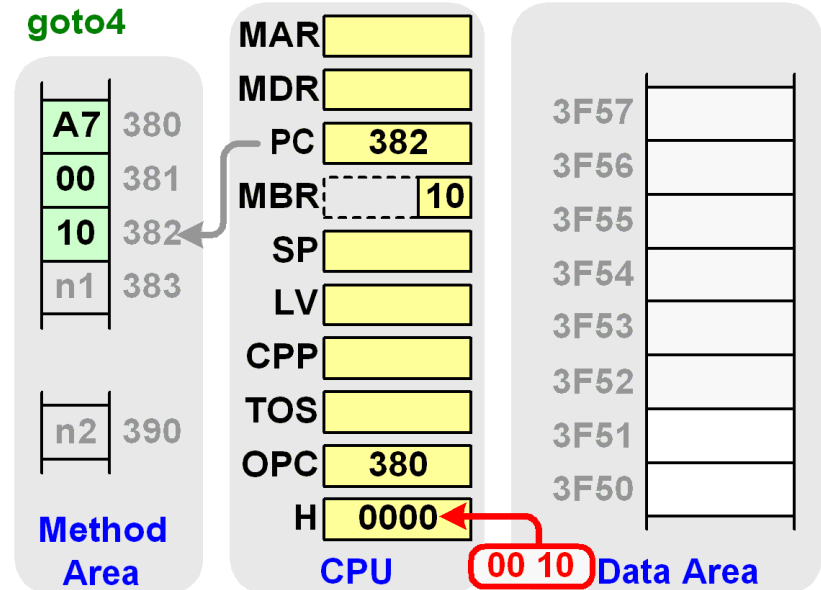 goto4
A7 380
00 381
10 382
n1 383
n2 390
Method
Area
MAR
MDR
PC 382
MBR 10
SP
LV
CPP
TOS
OPC 380
H 0000
CPU
00 10
3F57
3F56
3F55
3F54
3F53
3F52
3F51
3F50
Data Area